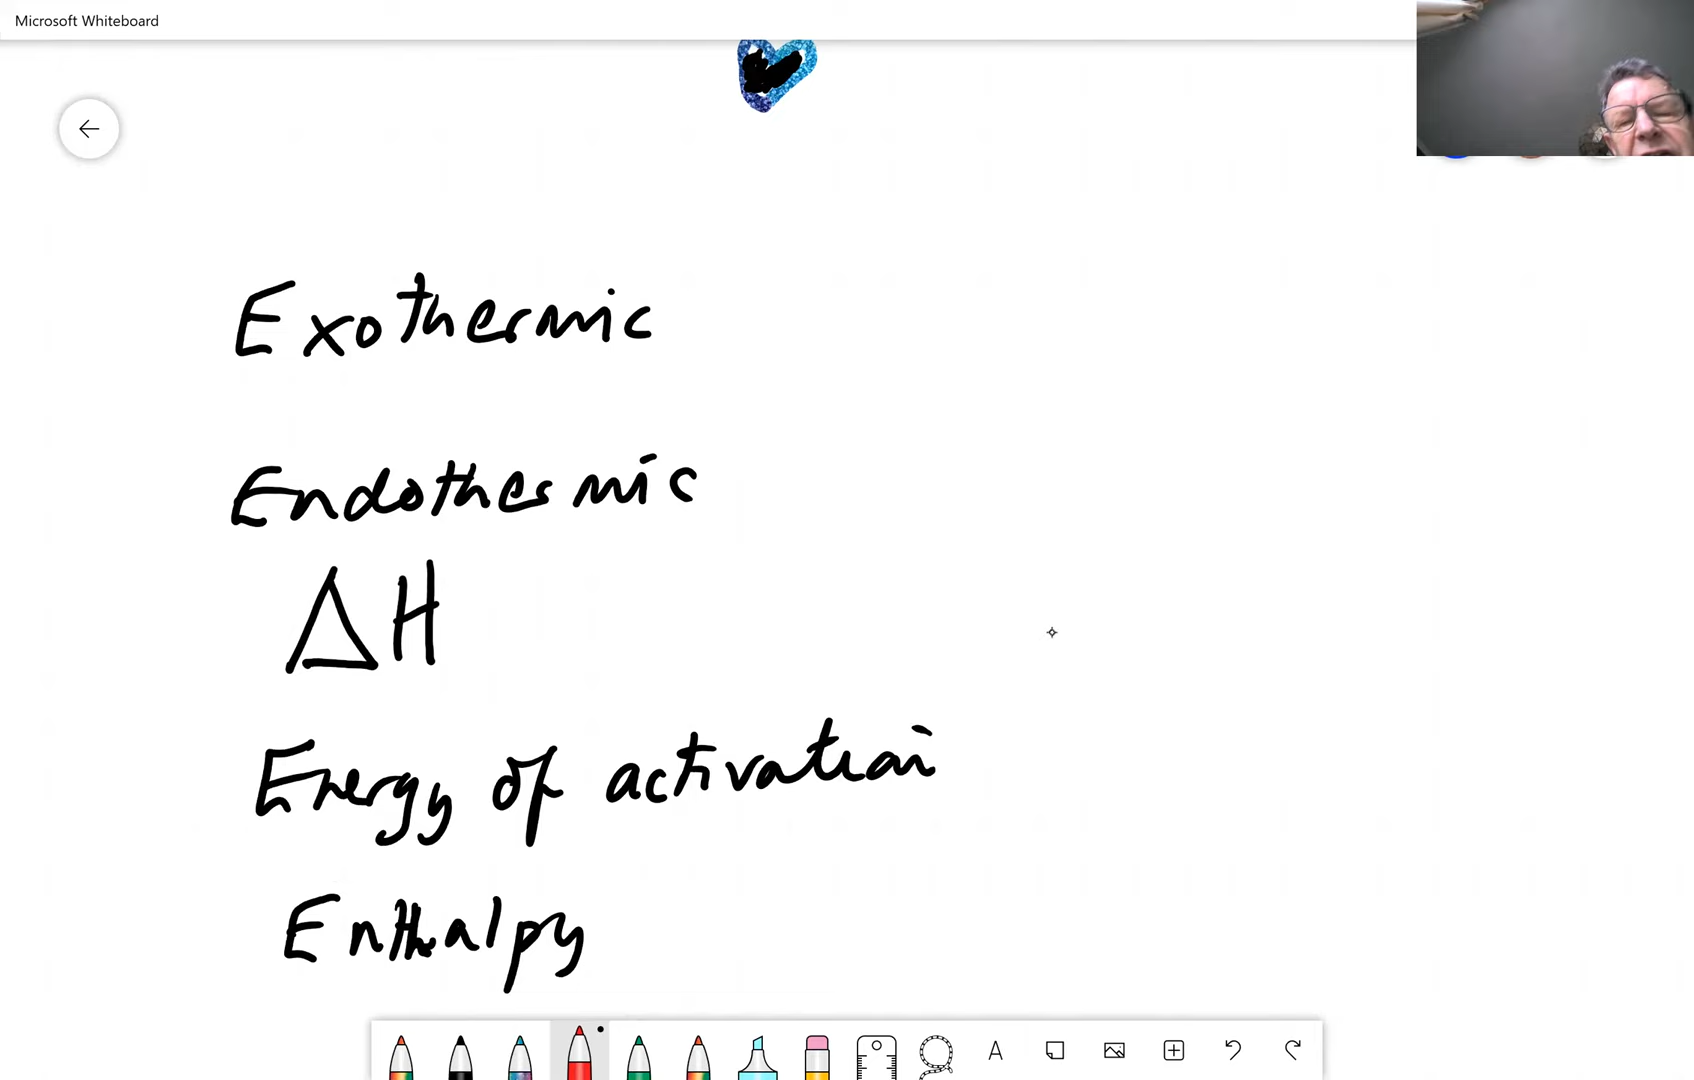 Microsoft Whiteboard
Exothermic
Endothermic
ΔH
Energy of activation
Enthalpy
A